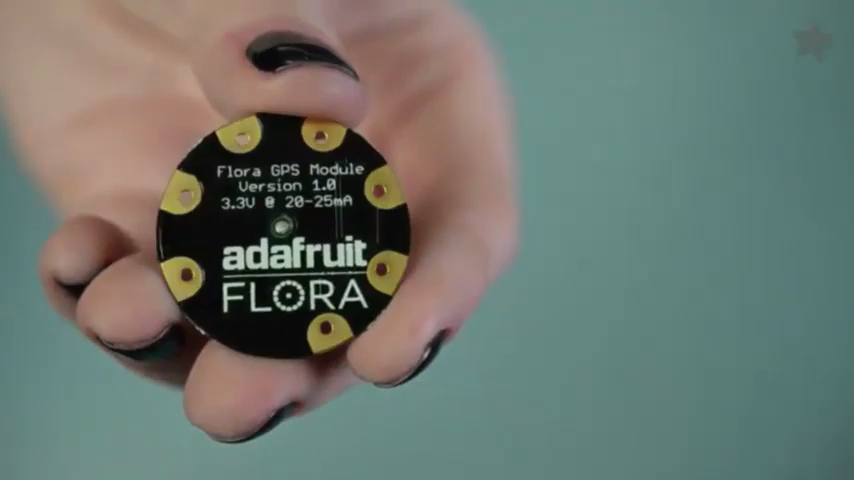 Flora GPS Module
Version 1.0
3.3V @ 20-25mA
adafruit
FLORA